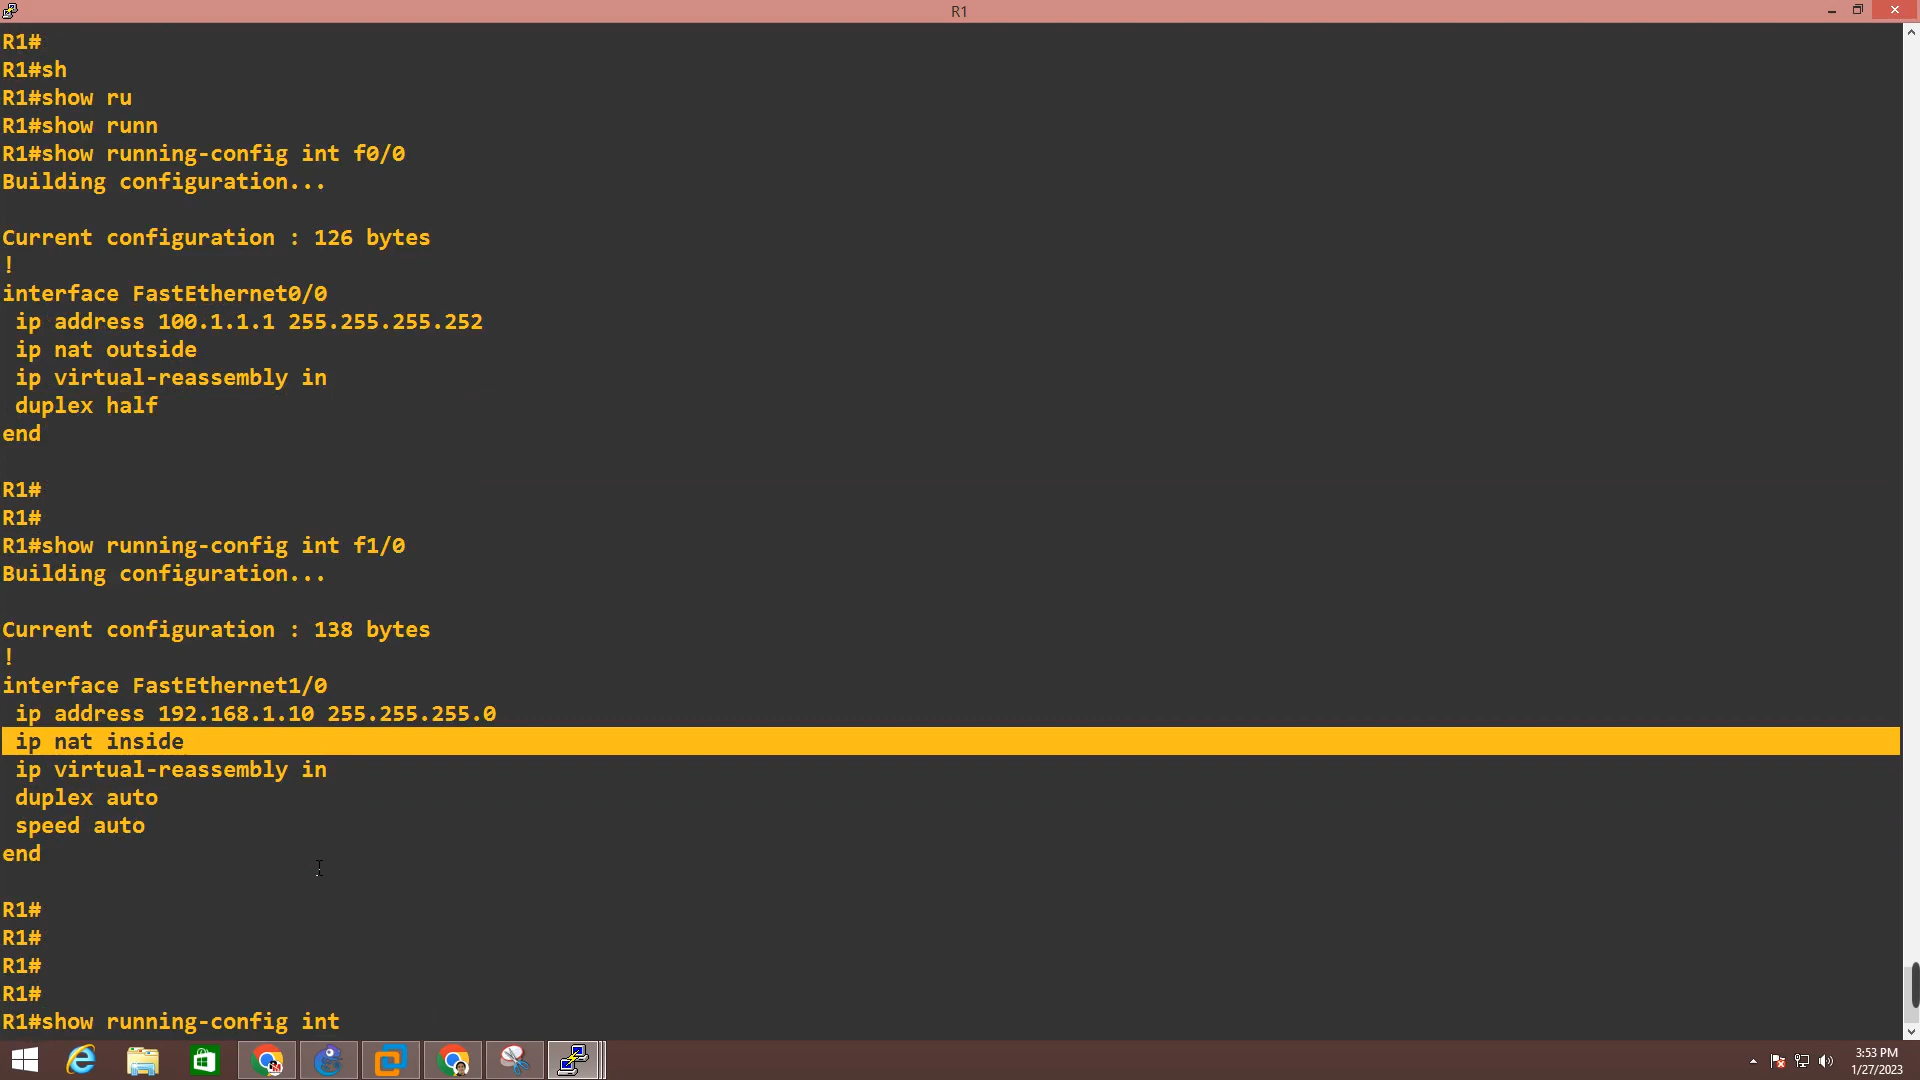 R1
R1#
R1#sh
R1#show ru
R1#show runn
R1#show running-config int f0/0
Building configuration...
Current configuration : 126 bytes
!
interface FastEthernet0/0
ip address 100.1.1.1 255.255.255.252
ip nat outside
ip virtual-reassembly in
duplex half
end
R1#
R1#
R1#show running-config int f1/0
Building configuration...
Current configuration : 138 bytes
!
interface FastEthernet1/0
ip address 192.168.1.10 255.255.255.0
ip nat inside
ip virtual-reassembly in
duplex auto
speed auto
end
R1#
R1#
R1#
R1#
R1#show running-config int
3:53 PM
1/27/2023